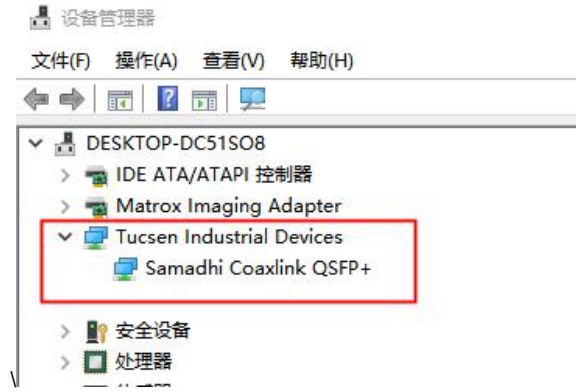 设备管理器
文件(F) 操作(A) 查看(V) 帮助(H)
DESKTOP-DC51SO8
IDE ATA/ATAPI 控制器
Matrox Imaging Adapter
Tucsen Industrial Devices
Samadhi Coaxlink QSFP+
安全设备
处理器
\